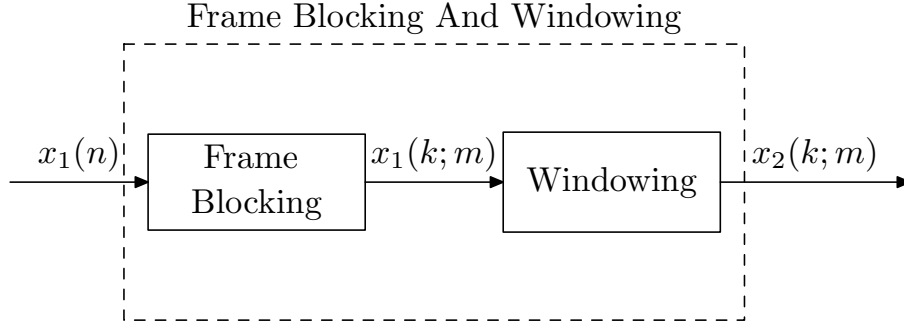 Frame Blocking And Windowing
x₁(n)
Frame
Blocking
x₁(k; m)
Windowing
x₂(k; m)